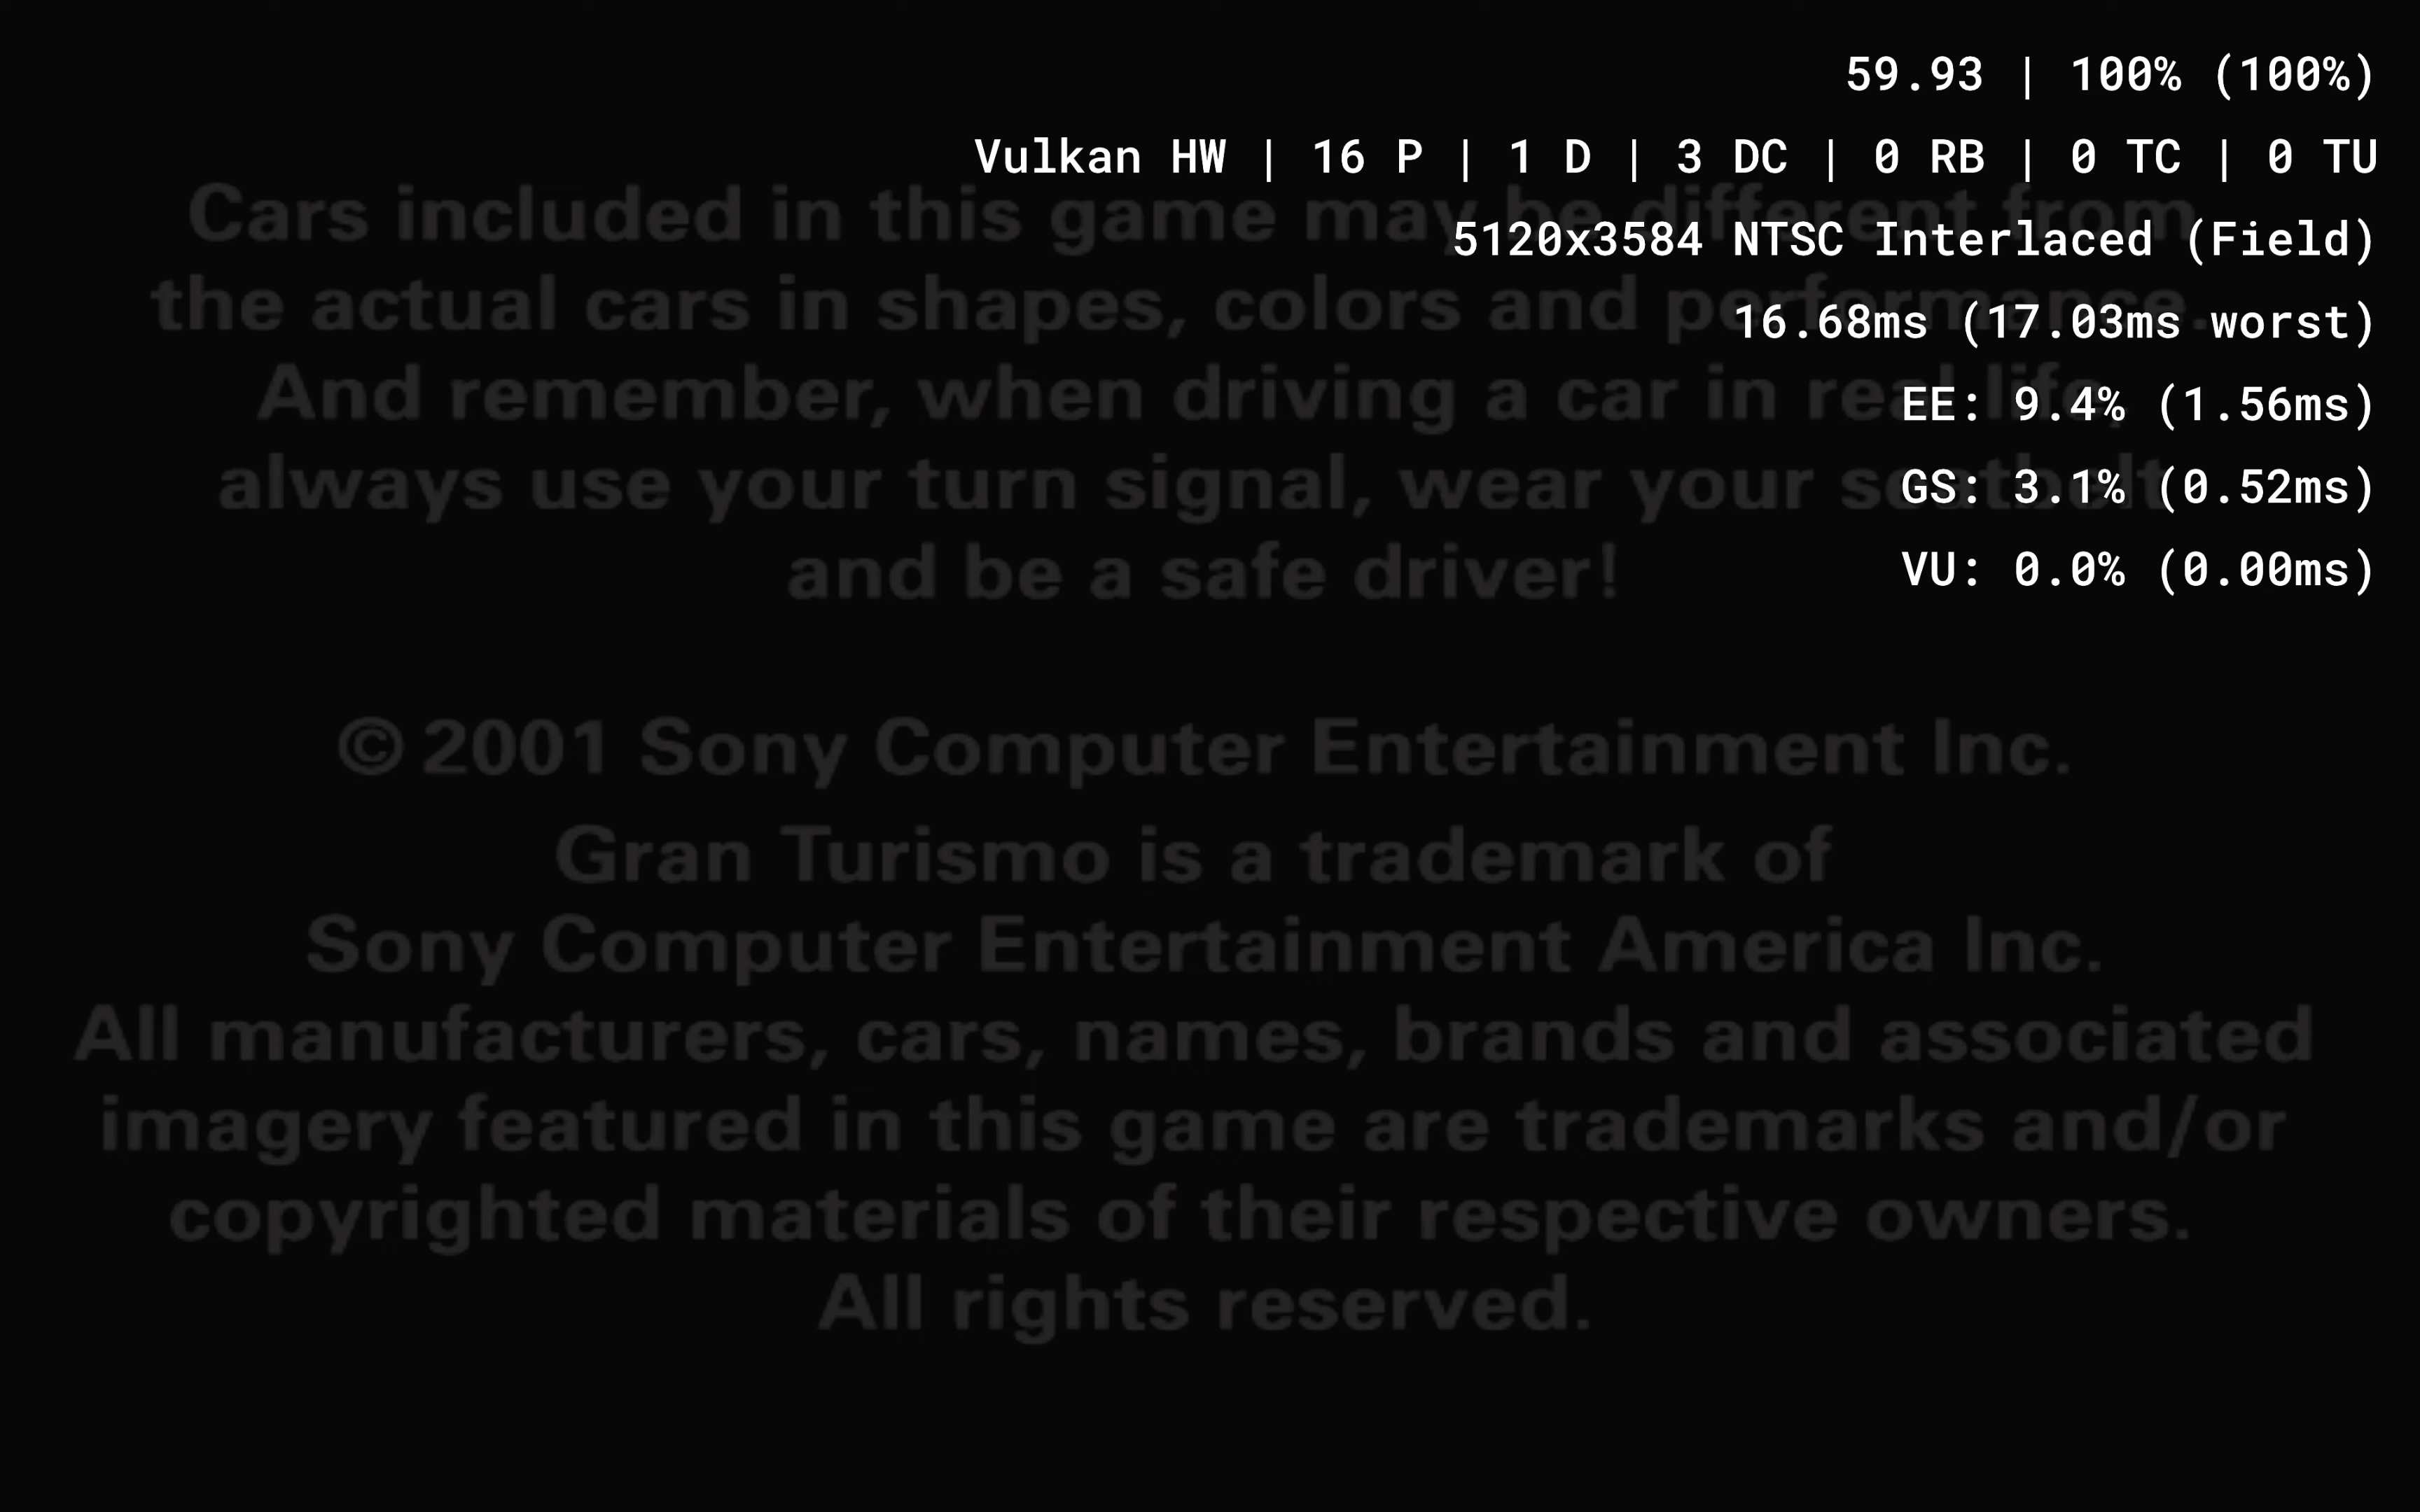 59.93 | 100% (100%)
Vulkan HW | 16 P | 1 D | 3 DC | 0 RB | 0 TC | 0 TU
5120x3584 NTSC Interlaced (Field)
16.68ms (17.03ms worst)
EE: 9.4% (1.56ms)
GS: 3.1% (0.52ms)
VU: 0.0% (0.00ms)
Cars included in this game may be different from
the actual cars in shapes, colors and performance.
And remember, when driving a car in real life,
always use your turn signal, wear your seatbelt
and be a safe driver!
© 2001 Sony Computer Entertainment Inc.
Gran Turismo is a trademark of
Sony Computer Entertainment America Inc.
All manufacturers, cars, names, brands and associated
imagery featured in this game are trademarks and/or
copyrighted materials of their respective owners.
All rights reserved.